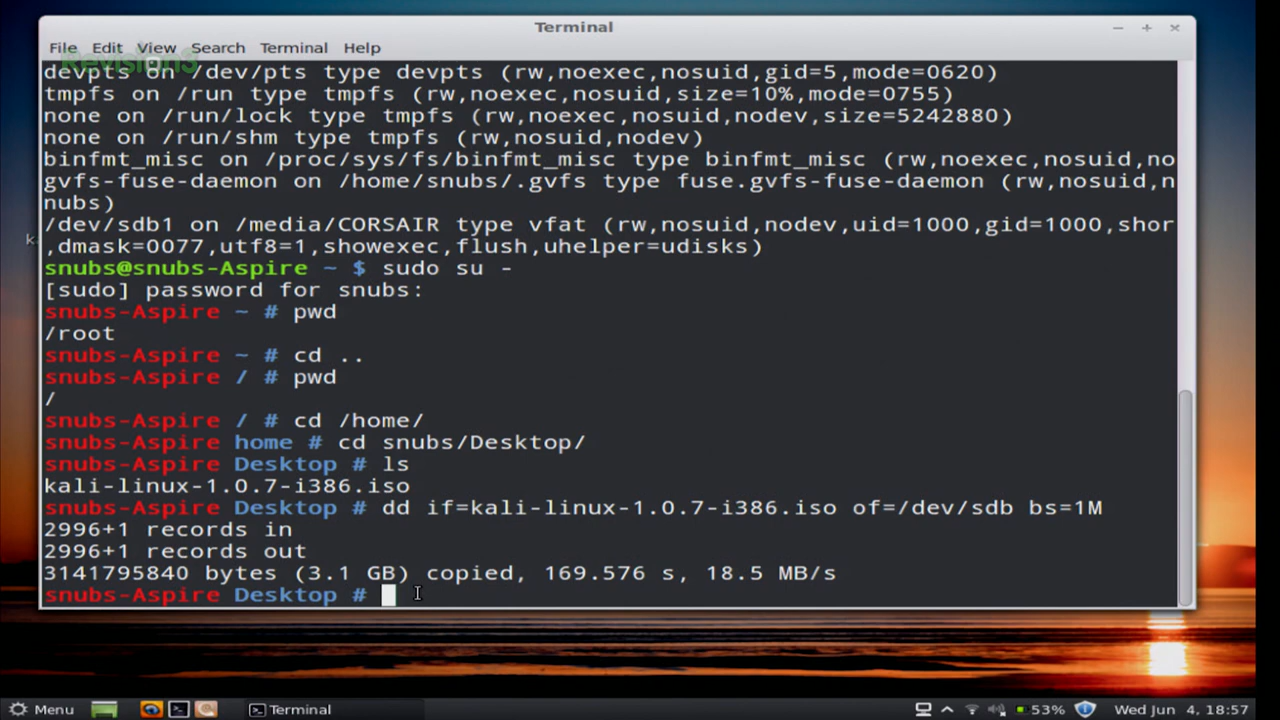 Terminal
File Edit View Search Terminal Help
Revision3
devpts on /dev/pts type devpts (rw,noexec,nosuid,gid=5,mode=0620)
tmpfs on /run type tmpfs (rw,noexec,nosuid,size=10%,mode=0755)
none on /run/lock type tmpfs (rw,noexec,nosuid,nodev,size=5242880)
none on /run/shm type tmpfs (rw,nosuid,nodev)
binfmt_misc on /proc/sys/fs/binfmt_misc type binfmt_misc (rw,noexec,nosuid,no
gvfs-fuse-daemon on /home/snubs/.gvfs type fuse.gvfs-fuse-daemon (rw,nosuid,n
nubs)
/dev/sdb1 on /media/CORSAIR type vfat (rw,nosuid,nodev,uid=1000,gid=1000,shor
,dmask=0077,utf8=1,showexec,flush,uhelper=udisks)
snubs@snubs-Aspire ~ $ sudo su -
[sudo] password for snubs:
snubs-Aspire ~ # pwd
/root
snubs-Aspire ~ # cd ..
snubs-Aspire / # pwd
/
snubs-Aspire / # cd /home/
snubs-Aspire home # cd snubs/Desktop/
snubs-Aspire Desktop # ls
kali-linux-1.0.7-i386.iso
snubs-Aspire Desktop # dd if=kali-linux-1.0.7-i386.iso of=/dev/sdb bs=1M
2996+1 records in
2996+1 records out
3141795840 bytes (3.1 GB) copied, 169.576 s, 18.5 MB/s
snubs-Aspire Desktop #
Menu Terminal 53% Wed Jun 4, 18:57